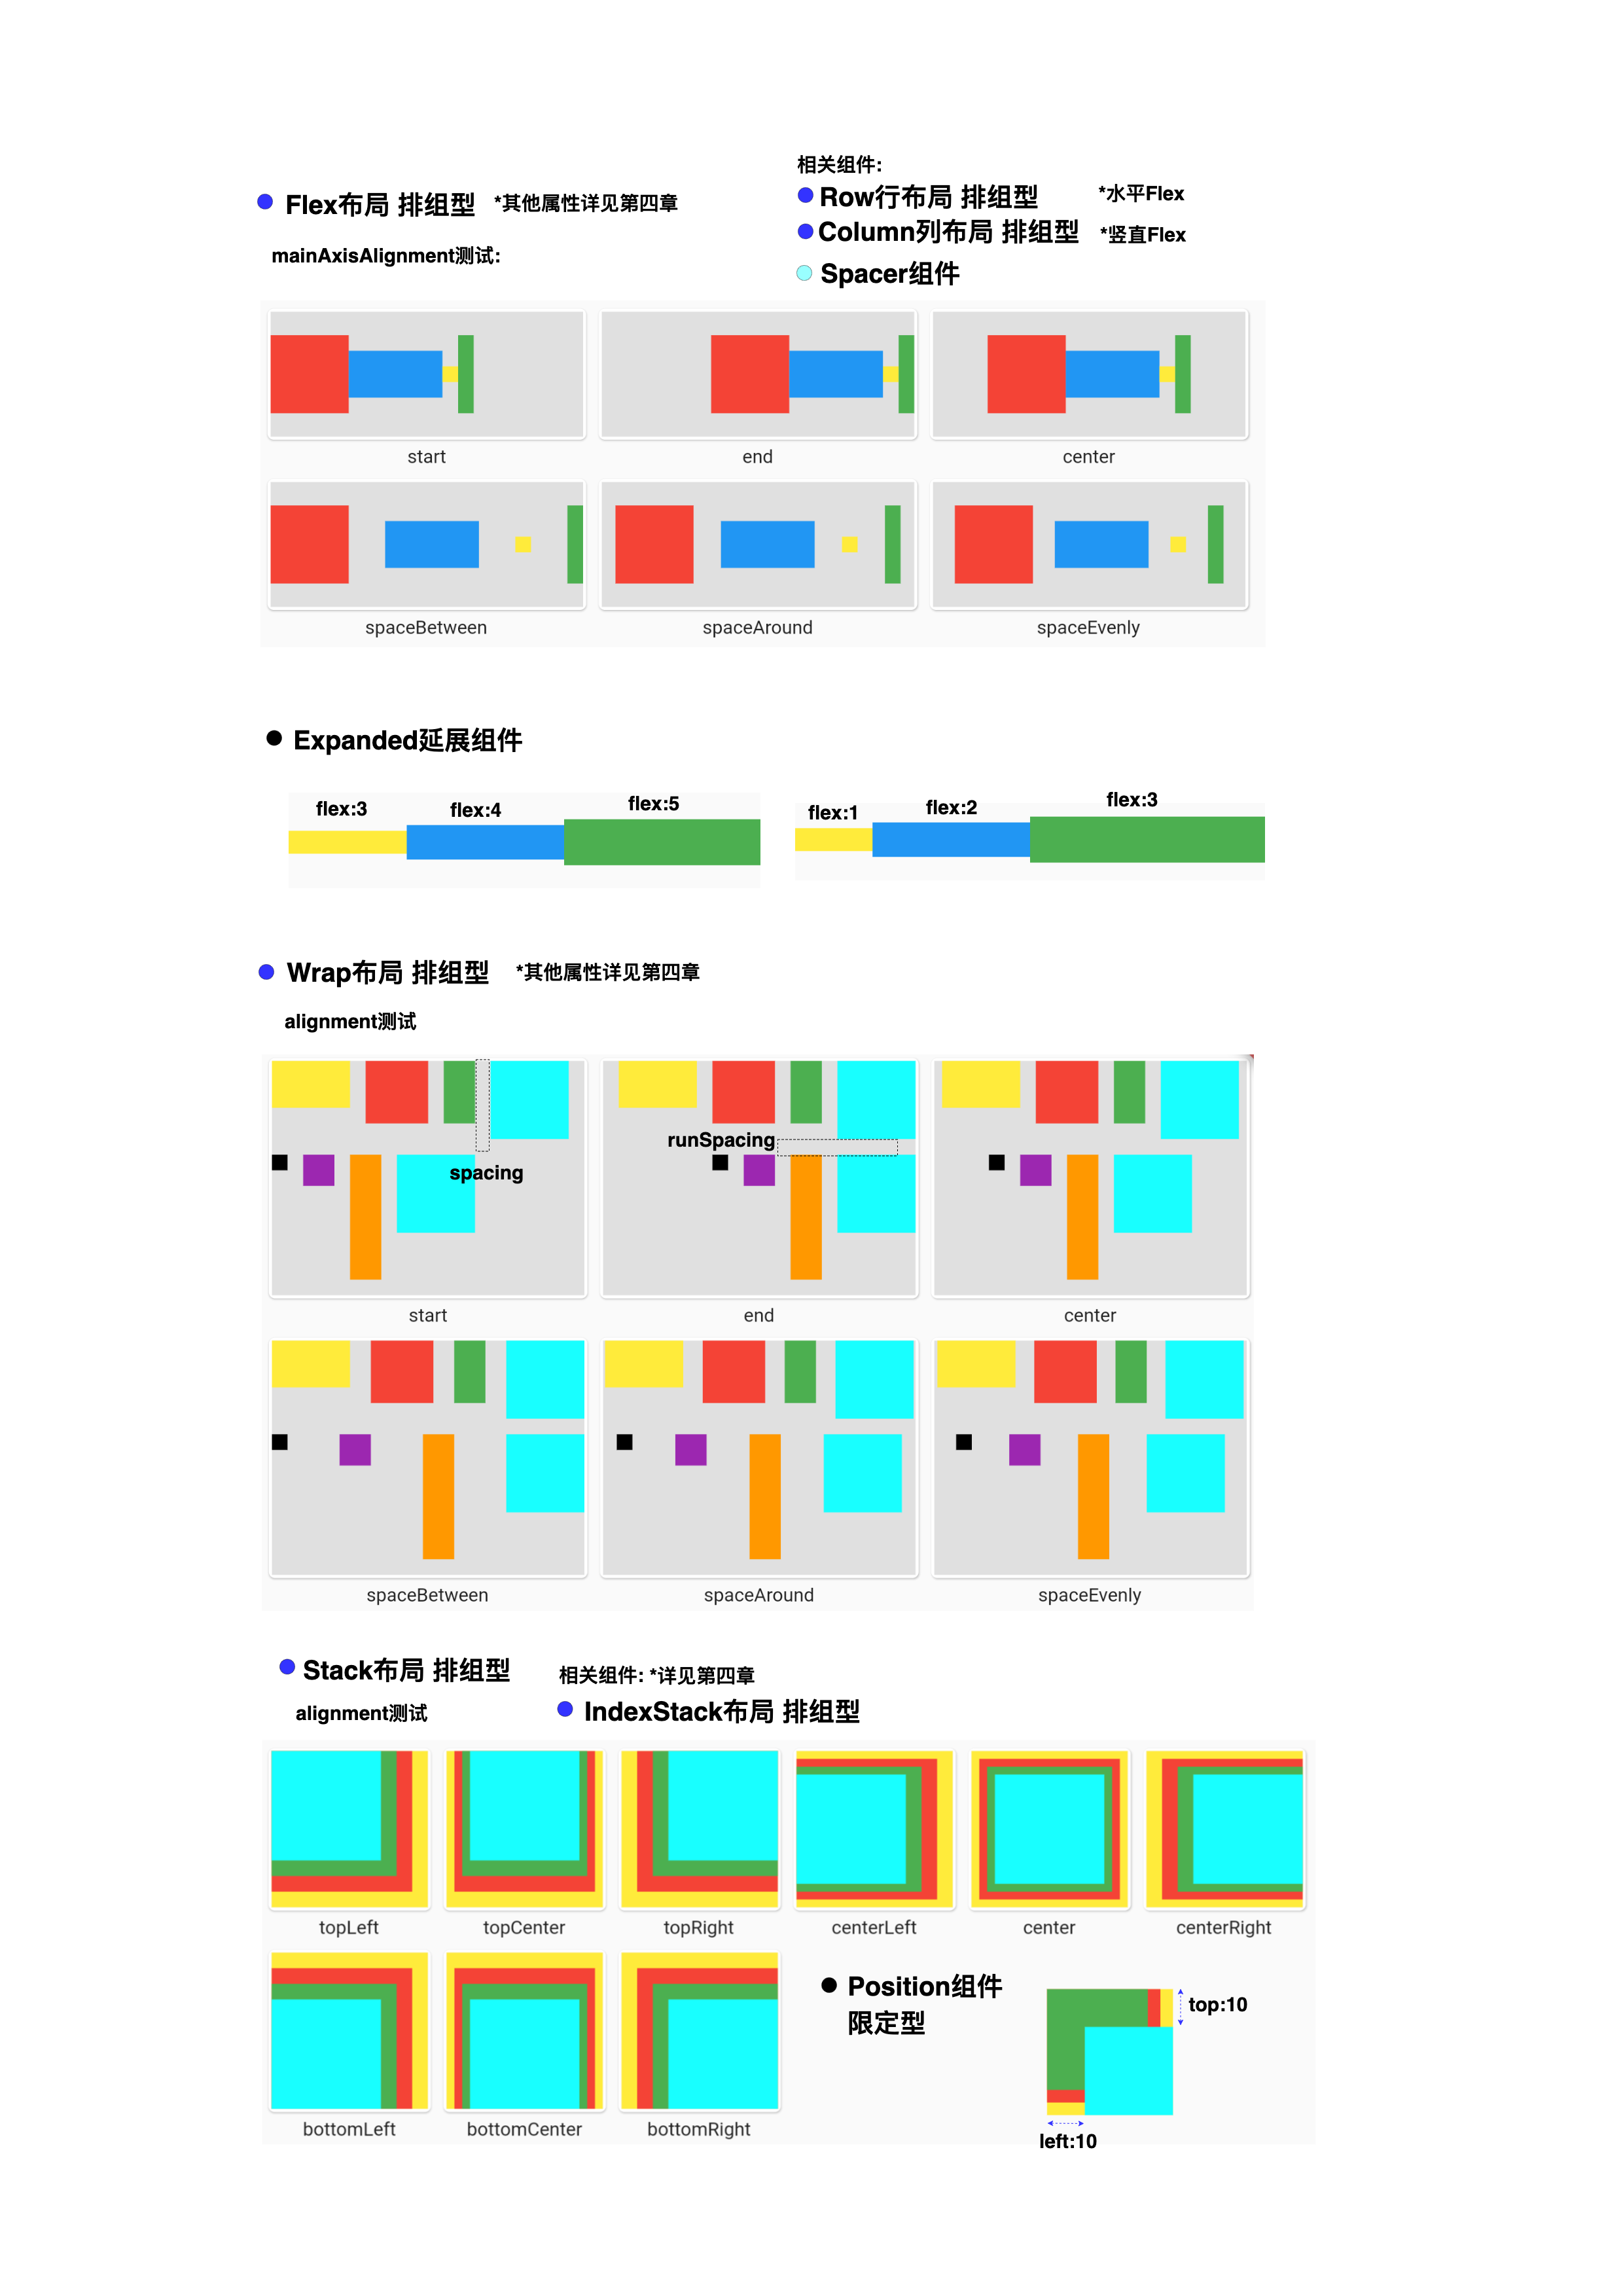 相关组件:
Flex布局 排组型 *其他属性详见第四章
Row行布局 排组型 *水平Flex
Column列布局 排组型 *竖直Flex
mainAxisAlignment测试:
Spacer组件
start end center
spaceBetween spaceAround spaceEvenly
Expanded延展组件
flex:3 flex:4 flex:5 flex:1 flex:2 flex:3
Wrap布局 排组型 *其他属性详见第四章
alignment测试
runSpacing
spacing
start end center
spaceBetween spaceAround spaceEvenly
Stack布局 排组型 相关组件: *详见第四章
alignment测试 IndexStack布局 排组型
topLeft topCenter topRight centerLeft center centerRight
Position组件
限定型
top:10
bottomLeft bottomCenter bottomRight
left:10